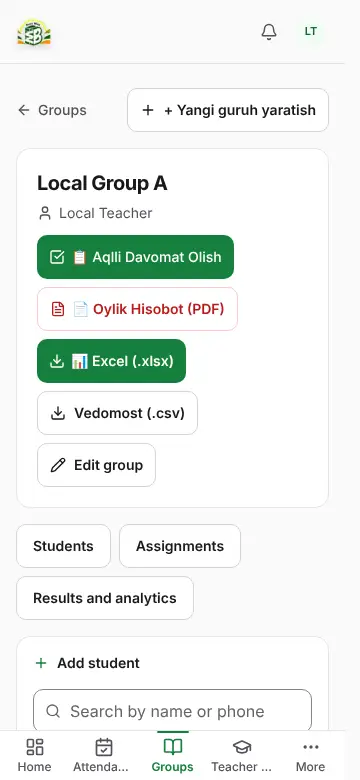 LT
Groups
+ Yangi guruh yaratish
Local Group A
Local Teacher
📋 Aqlli Davomat Olish
📄 Oylik Hisobot (PDF)
📊 Excel (.xlsx)
Vedomost (.csv)
Edit group
Students
Assignments
Results and analytics
Add student
Search by name or phone
Home
Attenda...
Groups
Teacher ...
More